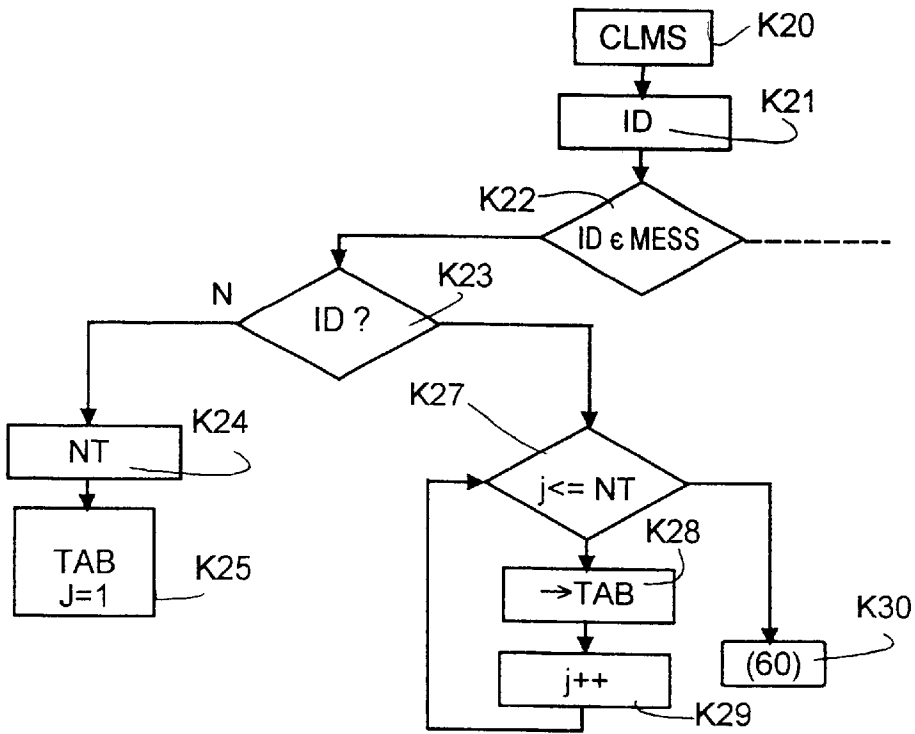 CLMS
K20
ID
K21
K22
ID ϵ MESS
N
ID ?
K23
K24
NT
K27
j<= NT
TAB
J=1
K25
K28
→TAB
K30
(60)
j++
K29